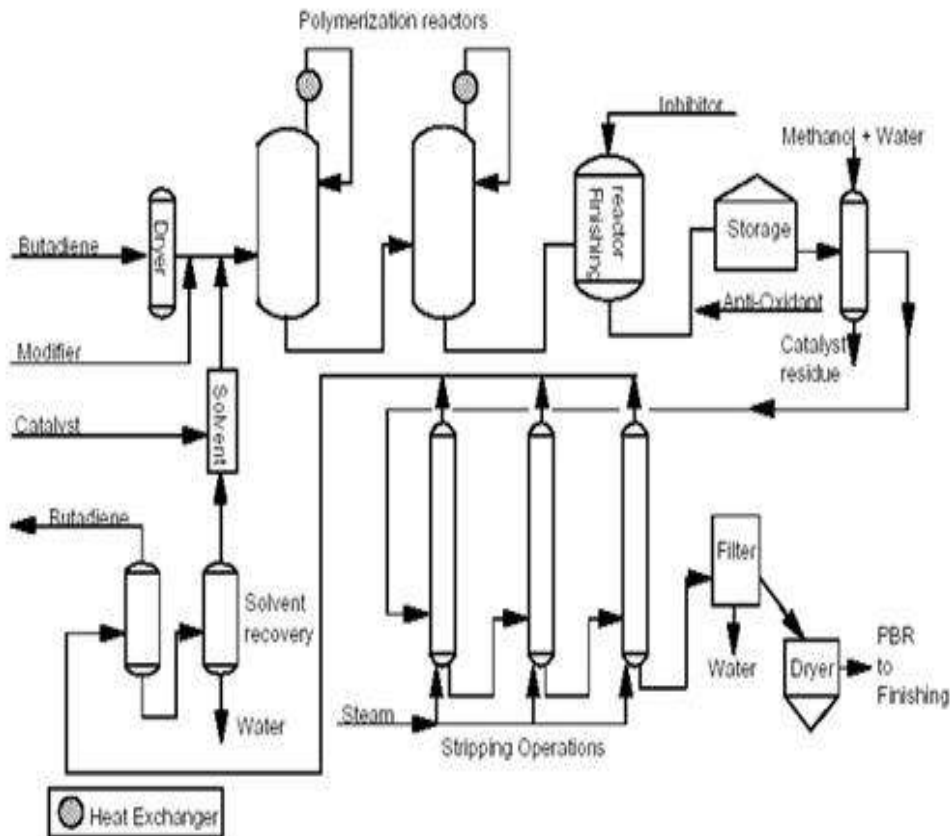 Polymerization reactors
Inhibitor
Methanol + Water
Dryer
reactor
Finishing
Storage
Butadiene
Anti-Oxidant
Modifier
Catalyst
residue
Solvent
Catalyst
Butadiene
Filter
Solvent
recovery
PBR
to
Finishing
Water
Dryer
Water
Steam
Stripping Operations
Heat Exchanger